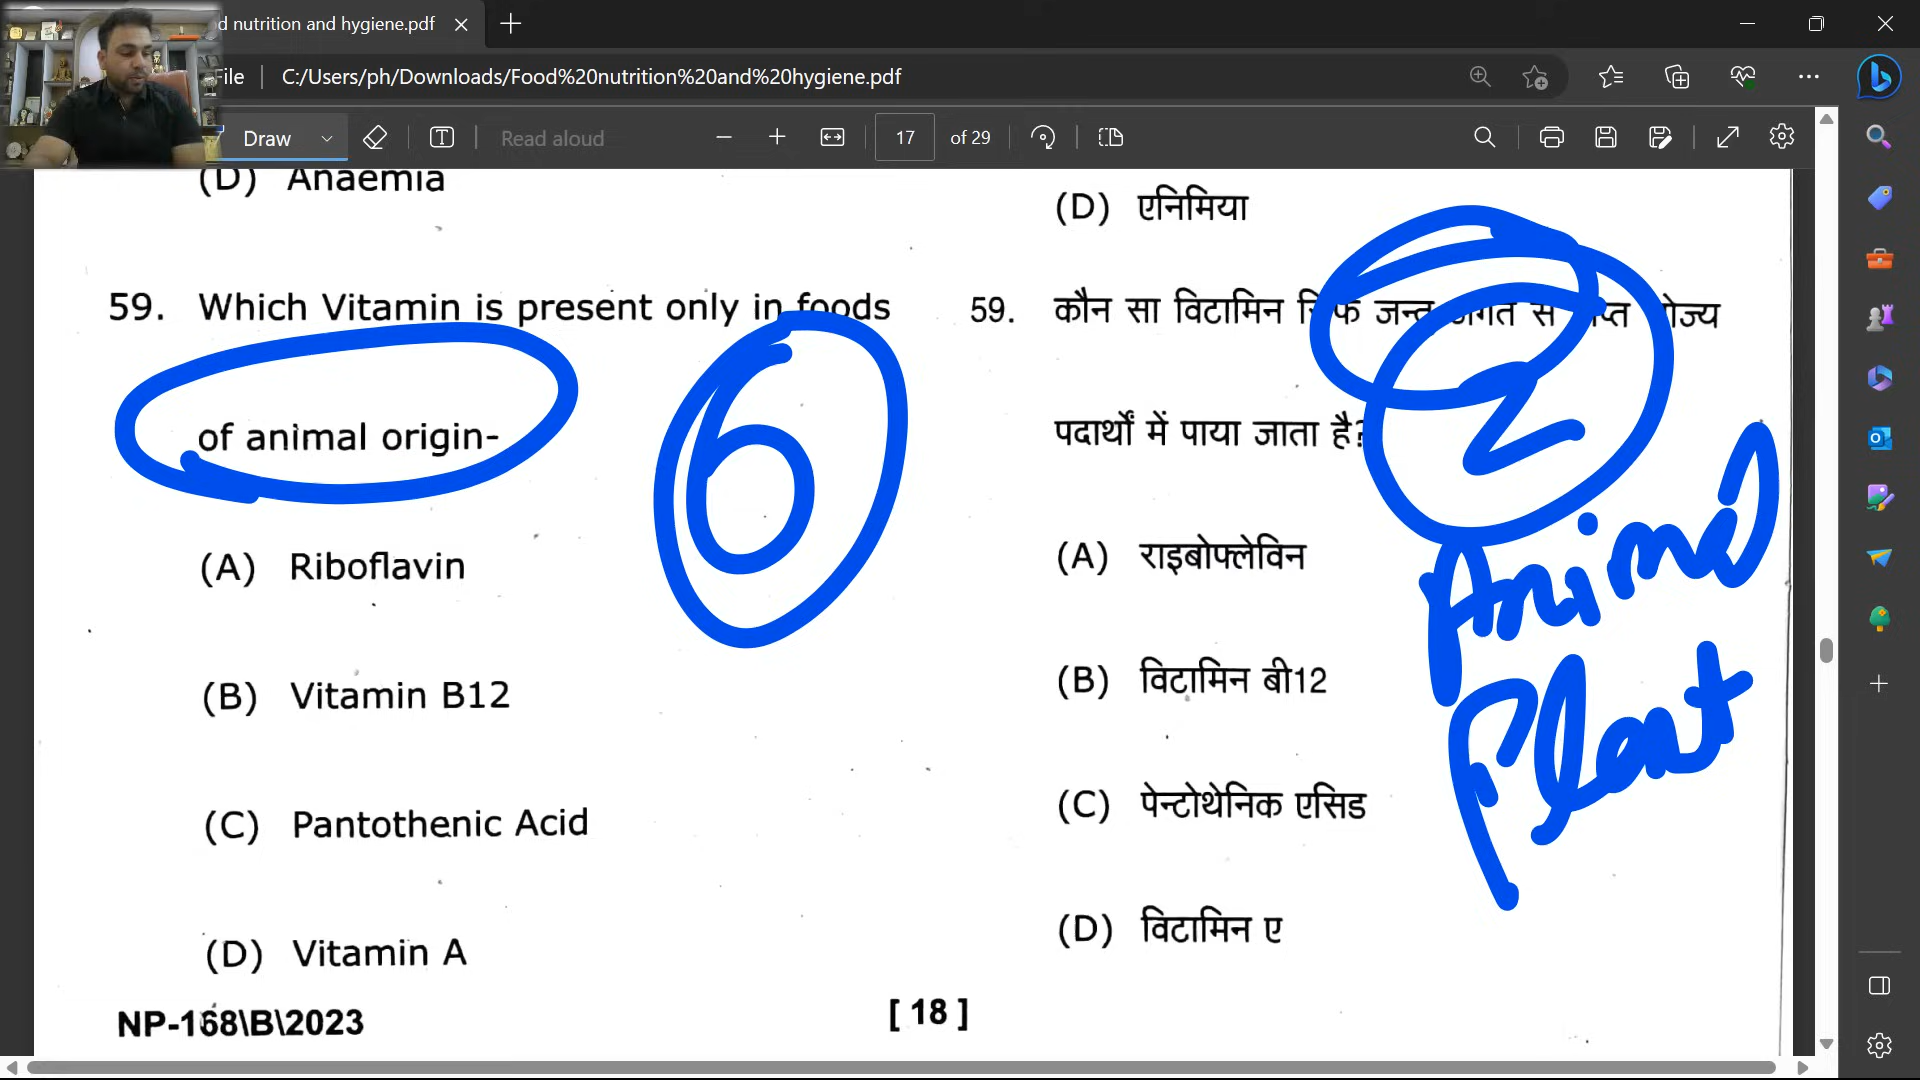 d nutrition and hygiene.pdf
File
C:/Users/ph/Downloads/Food%20nutrition%20and%20hygiene.pdf
Draw
Read aloud
17
of 29
(D) Anaemia
59. Which Vitamin is present only in foods
of animal origin-
(A) Riboflavin
(B) Vitamin B12
(C) Pantothenic Acid
(D) Vitamin A
NP-168\B\2023
[ 18 ]
(D) एनिमिया
59. कौन सा विटामिन सिर्फ जन्तु जगत से प्राप्त भोज्य
पदार्थों में पाया जाता है?
(A) राइबोफ्लेविन
(B) विटामिन बी12
(C) पेन्टोथेनिक एसिड
(D) विटामिन ए
6
2
Animal
Plant